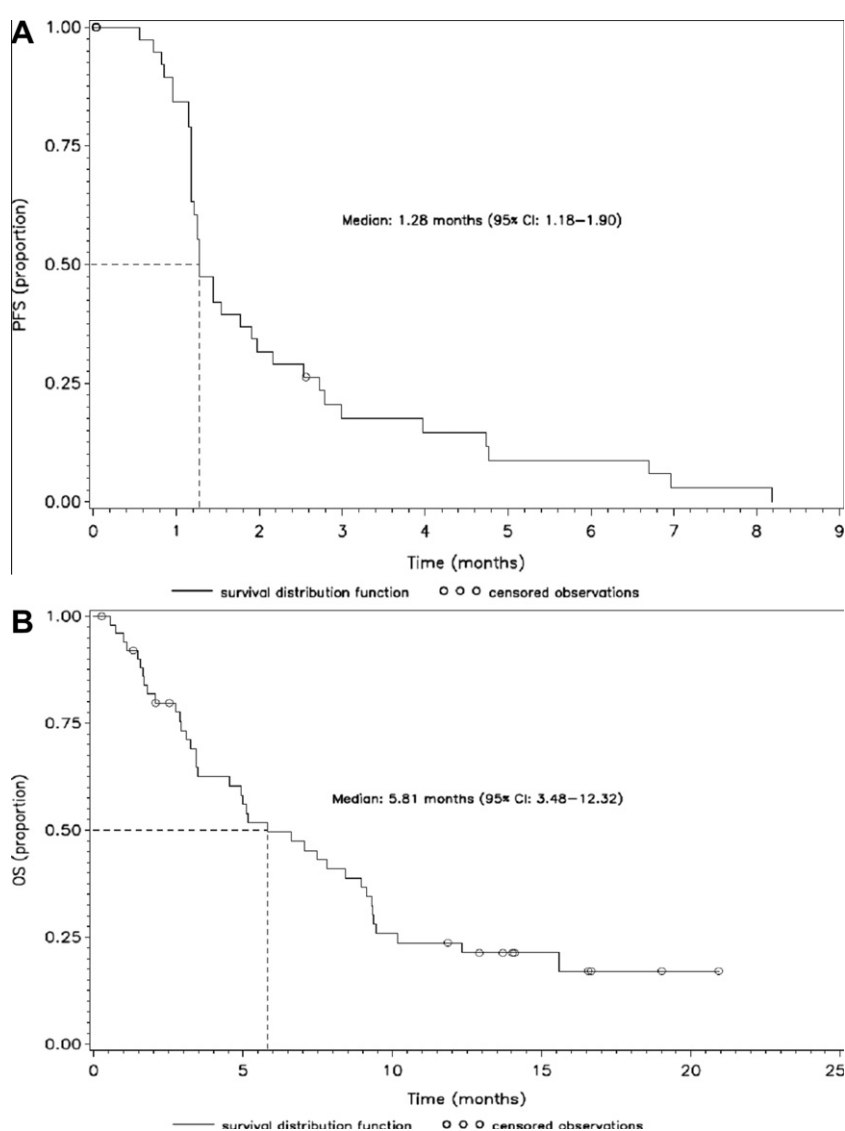 A
1.00
0.75
0.50
0.25
0.00
PFS (proportion)
Median: 1.28 months (95% CI: 1.18–1.90)
0 1 2 3 4 5 6 7 8 9
Time (months)
survival distribution function censored observations
B
1.00
0.75
0.50
0.25
0.00
OS (proportion)
Median: 5.81 months (95% CI: 3.48–12.32)
0 5 10 15 20 25
Time (months)
survival distribution function censored observations